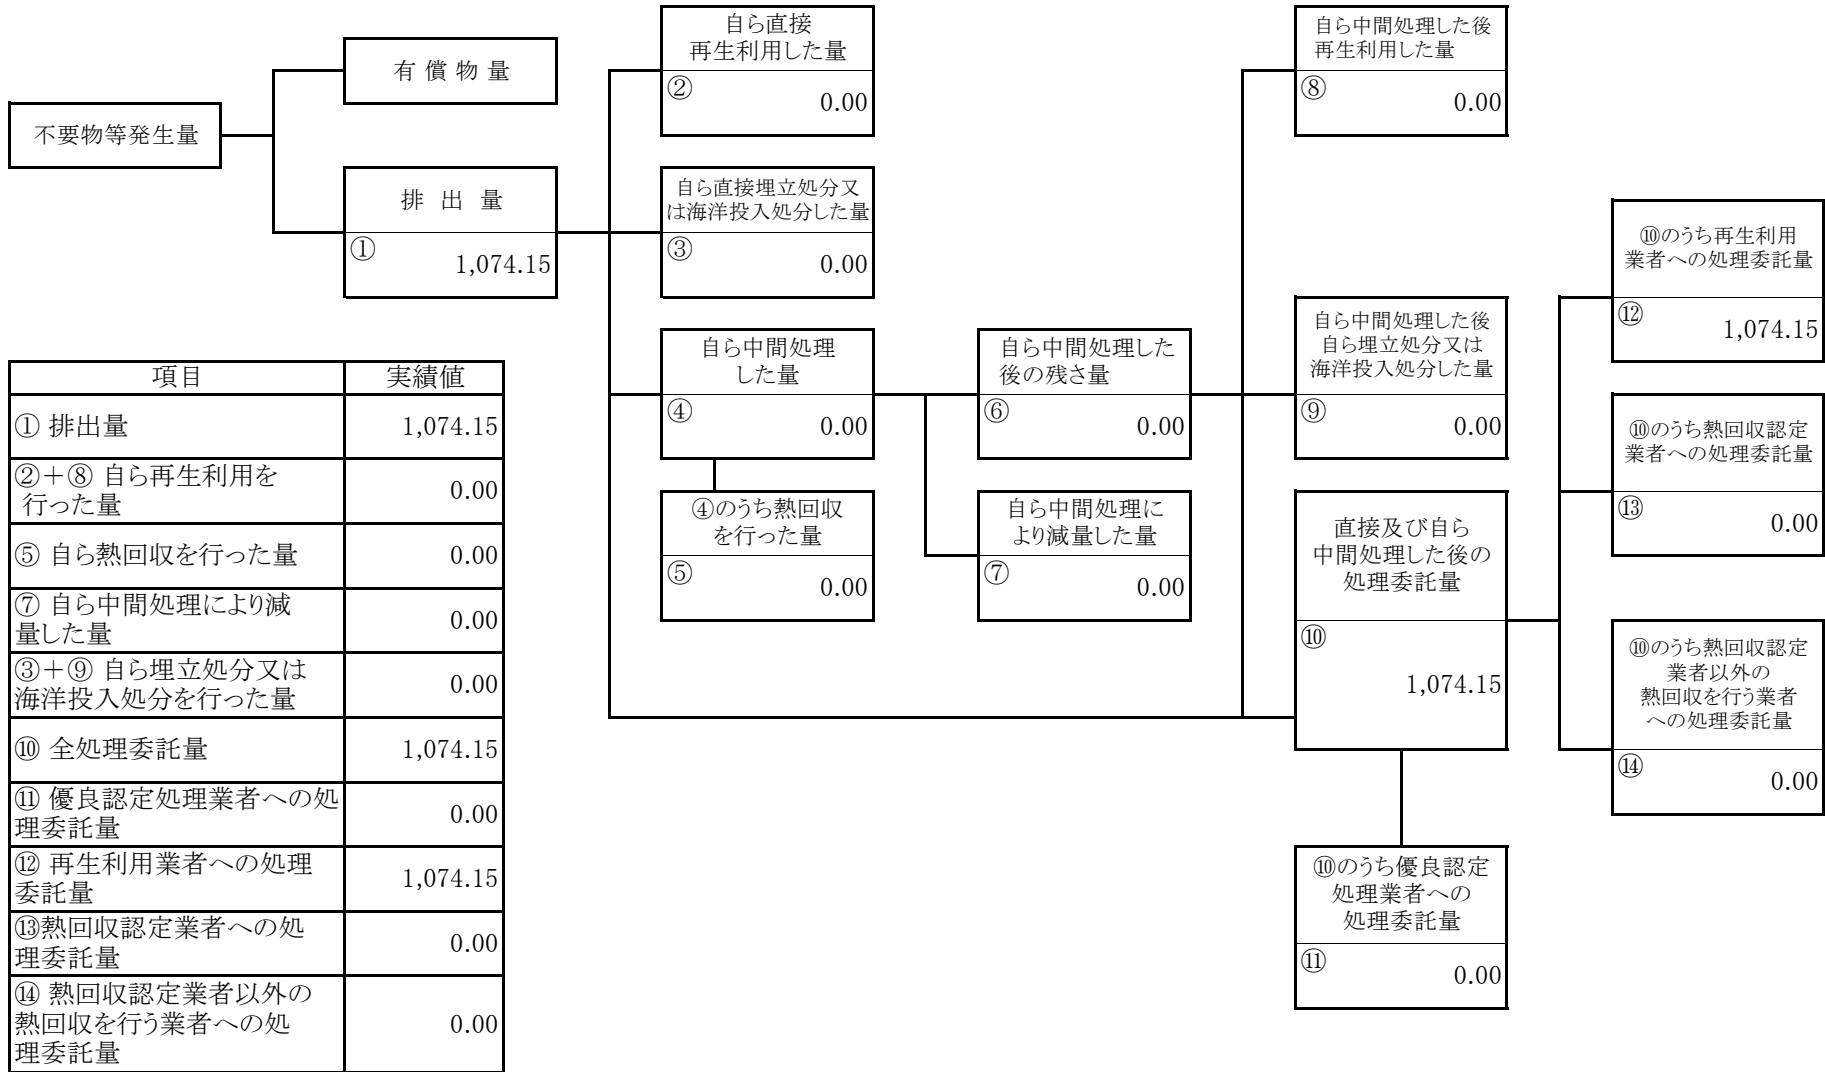 不要物等発生量
有 償 物 量
排 出 量
①
1,074.15
自ら直接
再生利用した量
②
0.00
自ら直接埋立処分又
は海洋投入処分した量
③
0.00
自ら中間処理
した量
④
0.00
④のうち熱回収
を行った量
⑤
0.00
自ら中間処理した
後の残さ量
⑥
0.00
自ら中間処理に
より減量した量
⑦
0.00
自ら中間処理した後
再生利用した量
⑧
0.00
自ら中間処理した後
自ら埋立処分又は
海洋投入処分した量
⑨
0.00
直接及び自ら
中間処理した後の
処理委託量
⑩
1,074.15
⑩のうち優良認定
処理業者への
処理委託量
⑪
0.00
⑩のうち再生利用
業者への処理委託量
⑫
1,074.15
⑩のうち熱回収認定
業者への処理委託量
⑬
0.00
⑩のうち熱回収認定
業者以外の
熱回収を行う業者
への処理委託量
⑭
0.00
項目 実績値
① 排出量 1,074.15
②＋⑧ 自ら再生利用を
行った量
0.00
⑤ 自ら熱回収を行った量 0.00
⑦ 自ら中間処理により減
量した量
0.00
③＋⑨ 自ら埋立処分又は
海洋投入処分を行った量
0.00
⑩ 全処理委託量 1,074.15
⑪ 優良認定処理業者への処
理委託量
0.00
⑫ 再生利用業者への処理
委託量
1,074.15
⑬熱回収認定業者への処
理委託量
0.00
⑭ 熱回収認定業者以外の
熱回収を行う業者への処
理委託量
0.00